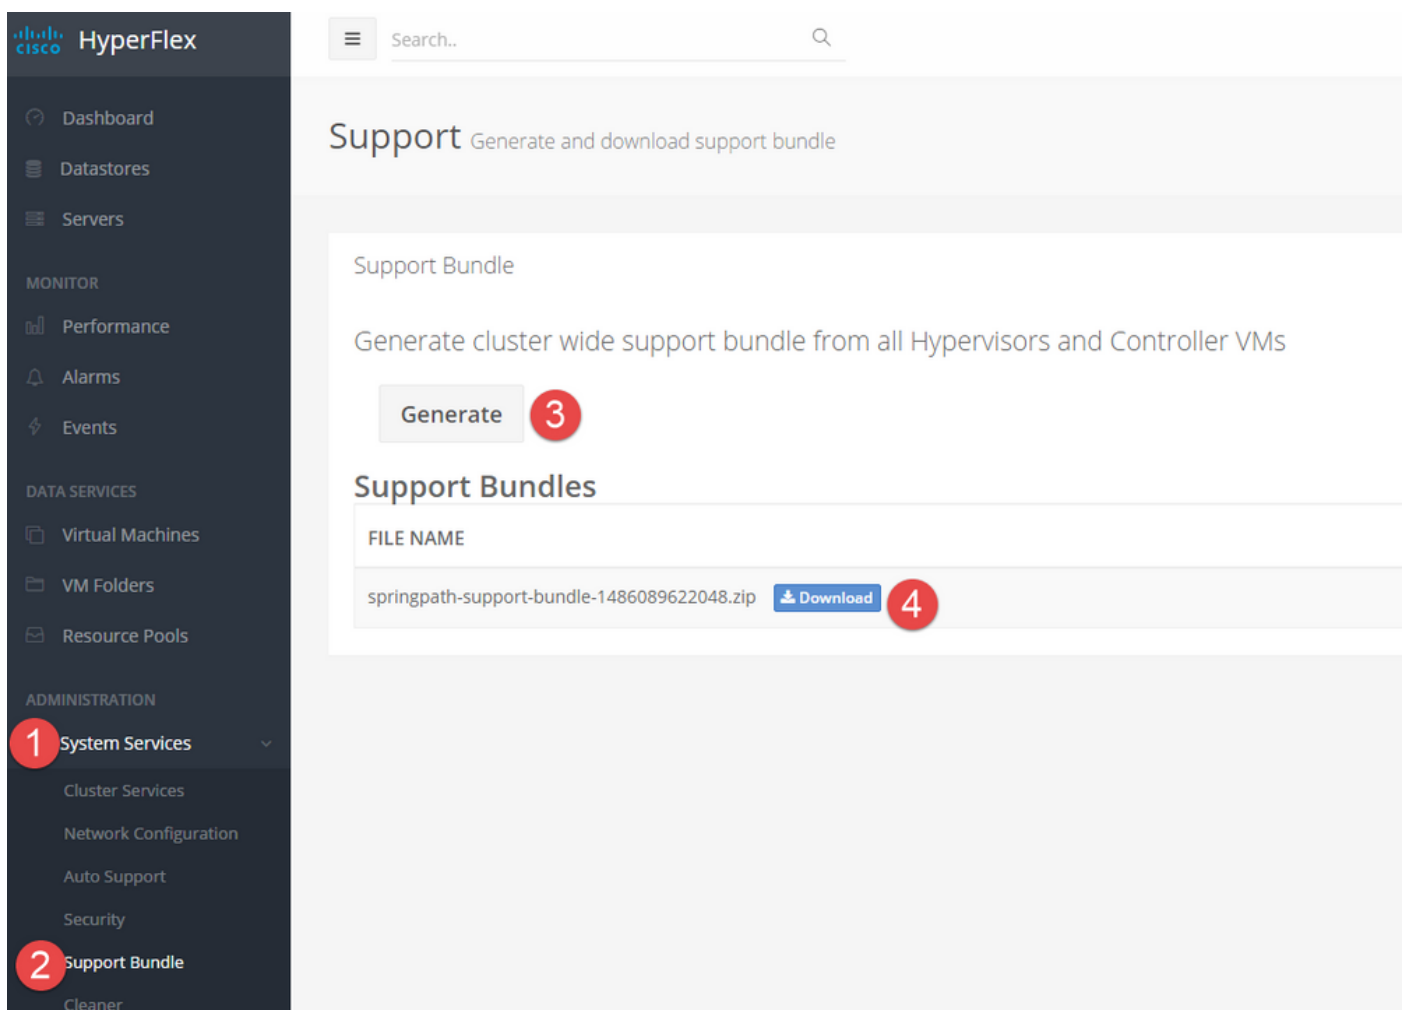 cisco HyperFlex
Search..
Dashboard
Datastores
Servers
MONITOR
Performance
Alarms
Events
DATA SERVICES
Virtual Machines
VM Folders
Resource Pools
ADMINISTRATION
1 System Services
Cluster Services
Network Configuration
Auto Support
Security
2 Support Bundle
Cleaner
Support Generate and download support bundle
Support Bundle
Generate cluster wide support bundle from all Hypervisors and Controller VMs
Generate 3
Support Bundles
FILE NAME
springpath-support-bundle-1486089622048.zip Download 4